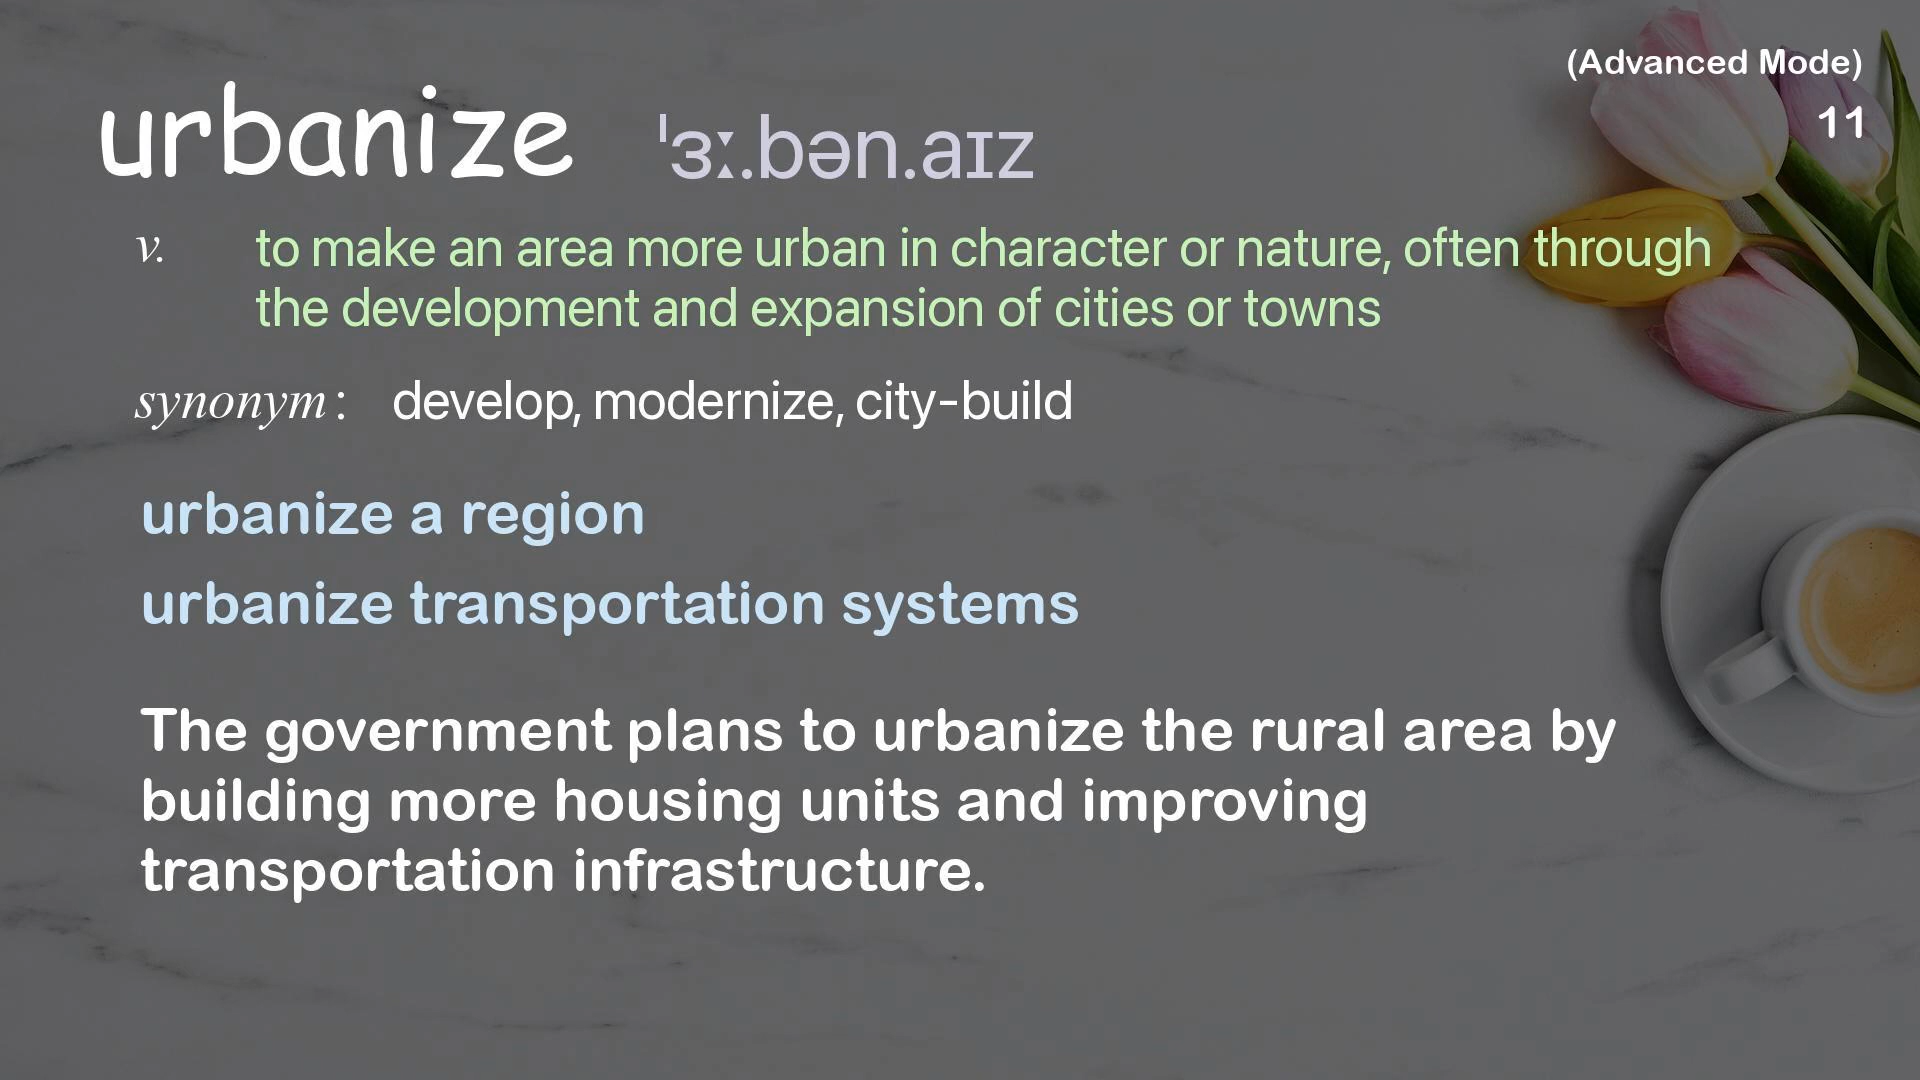 (Advanced Mode)
11
urbanize ˈɜː.bən.aɪz
v. to make an area more urban in character or nature, often through
the development and expansion of cities or towns
synonym : develop, modernize, city-build
urbanize a region
urbanize transportation systems
The government plans to urbanize the rural area by
building more housing units and improving
transportation infrastructure.